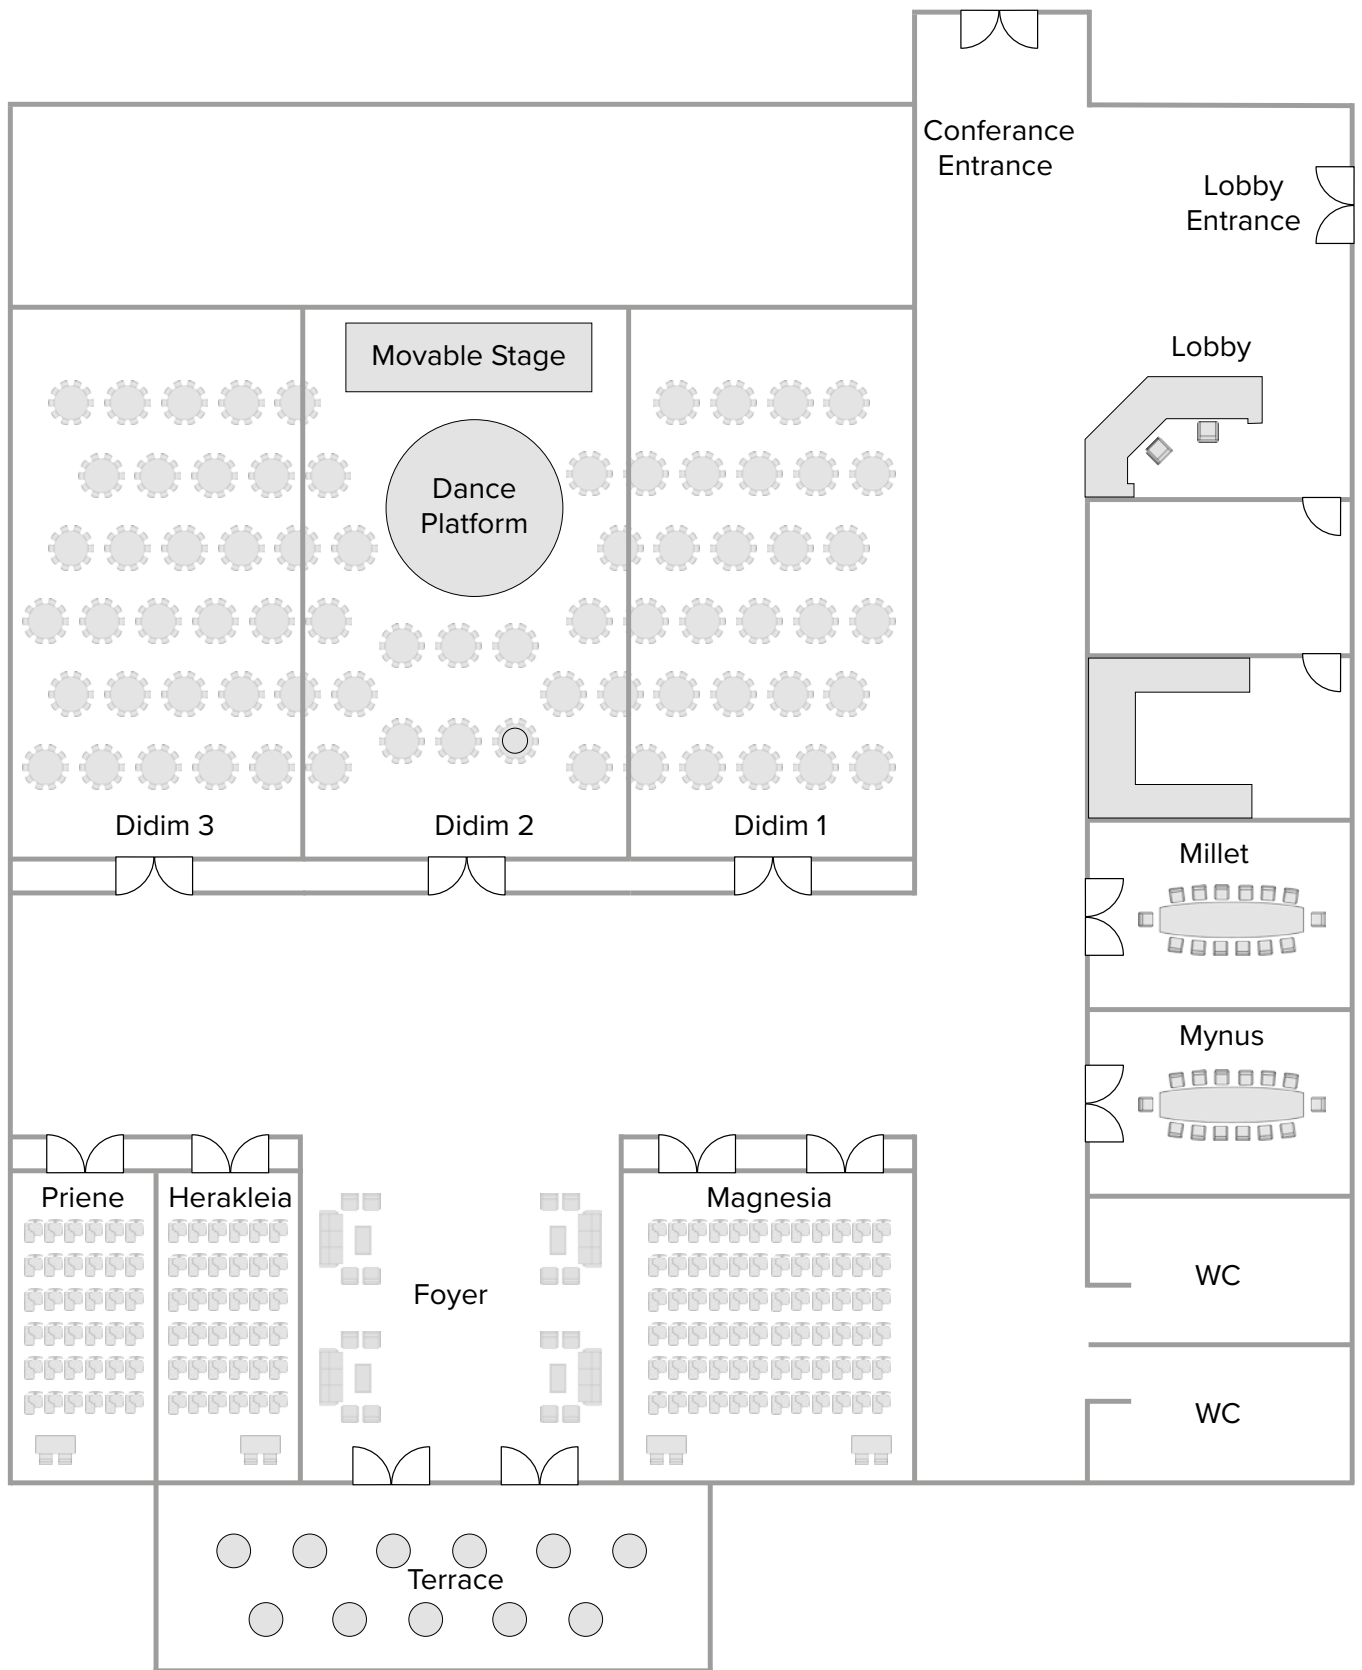 Conferance
Entrance
Lobby
Entrance
Lobby
Movable Stage
Dance
Platform
Didim 3
Didim 2
Didim 1
Millet
Mynus
Priene
Herakleia
Magnesia
Foyer
WC
WC
Terrace